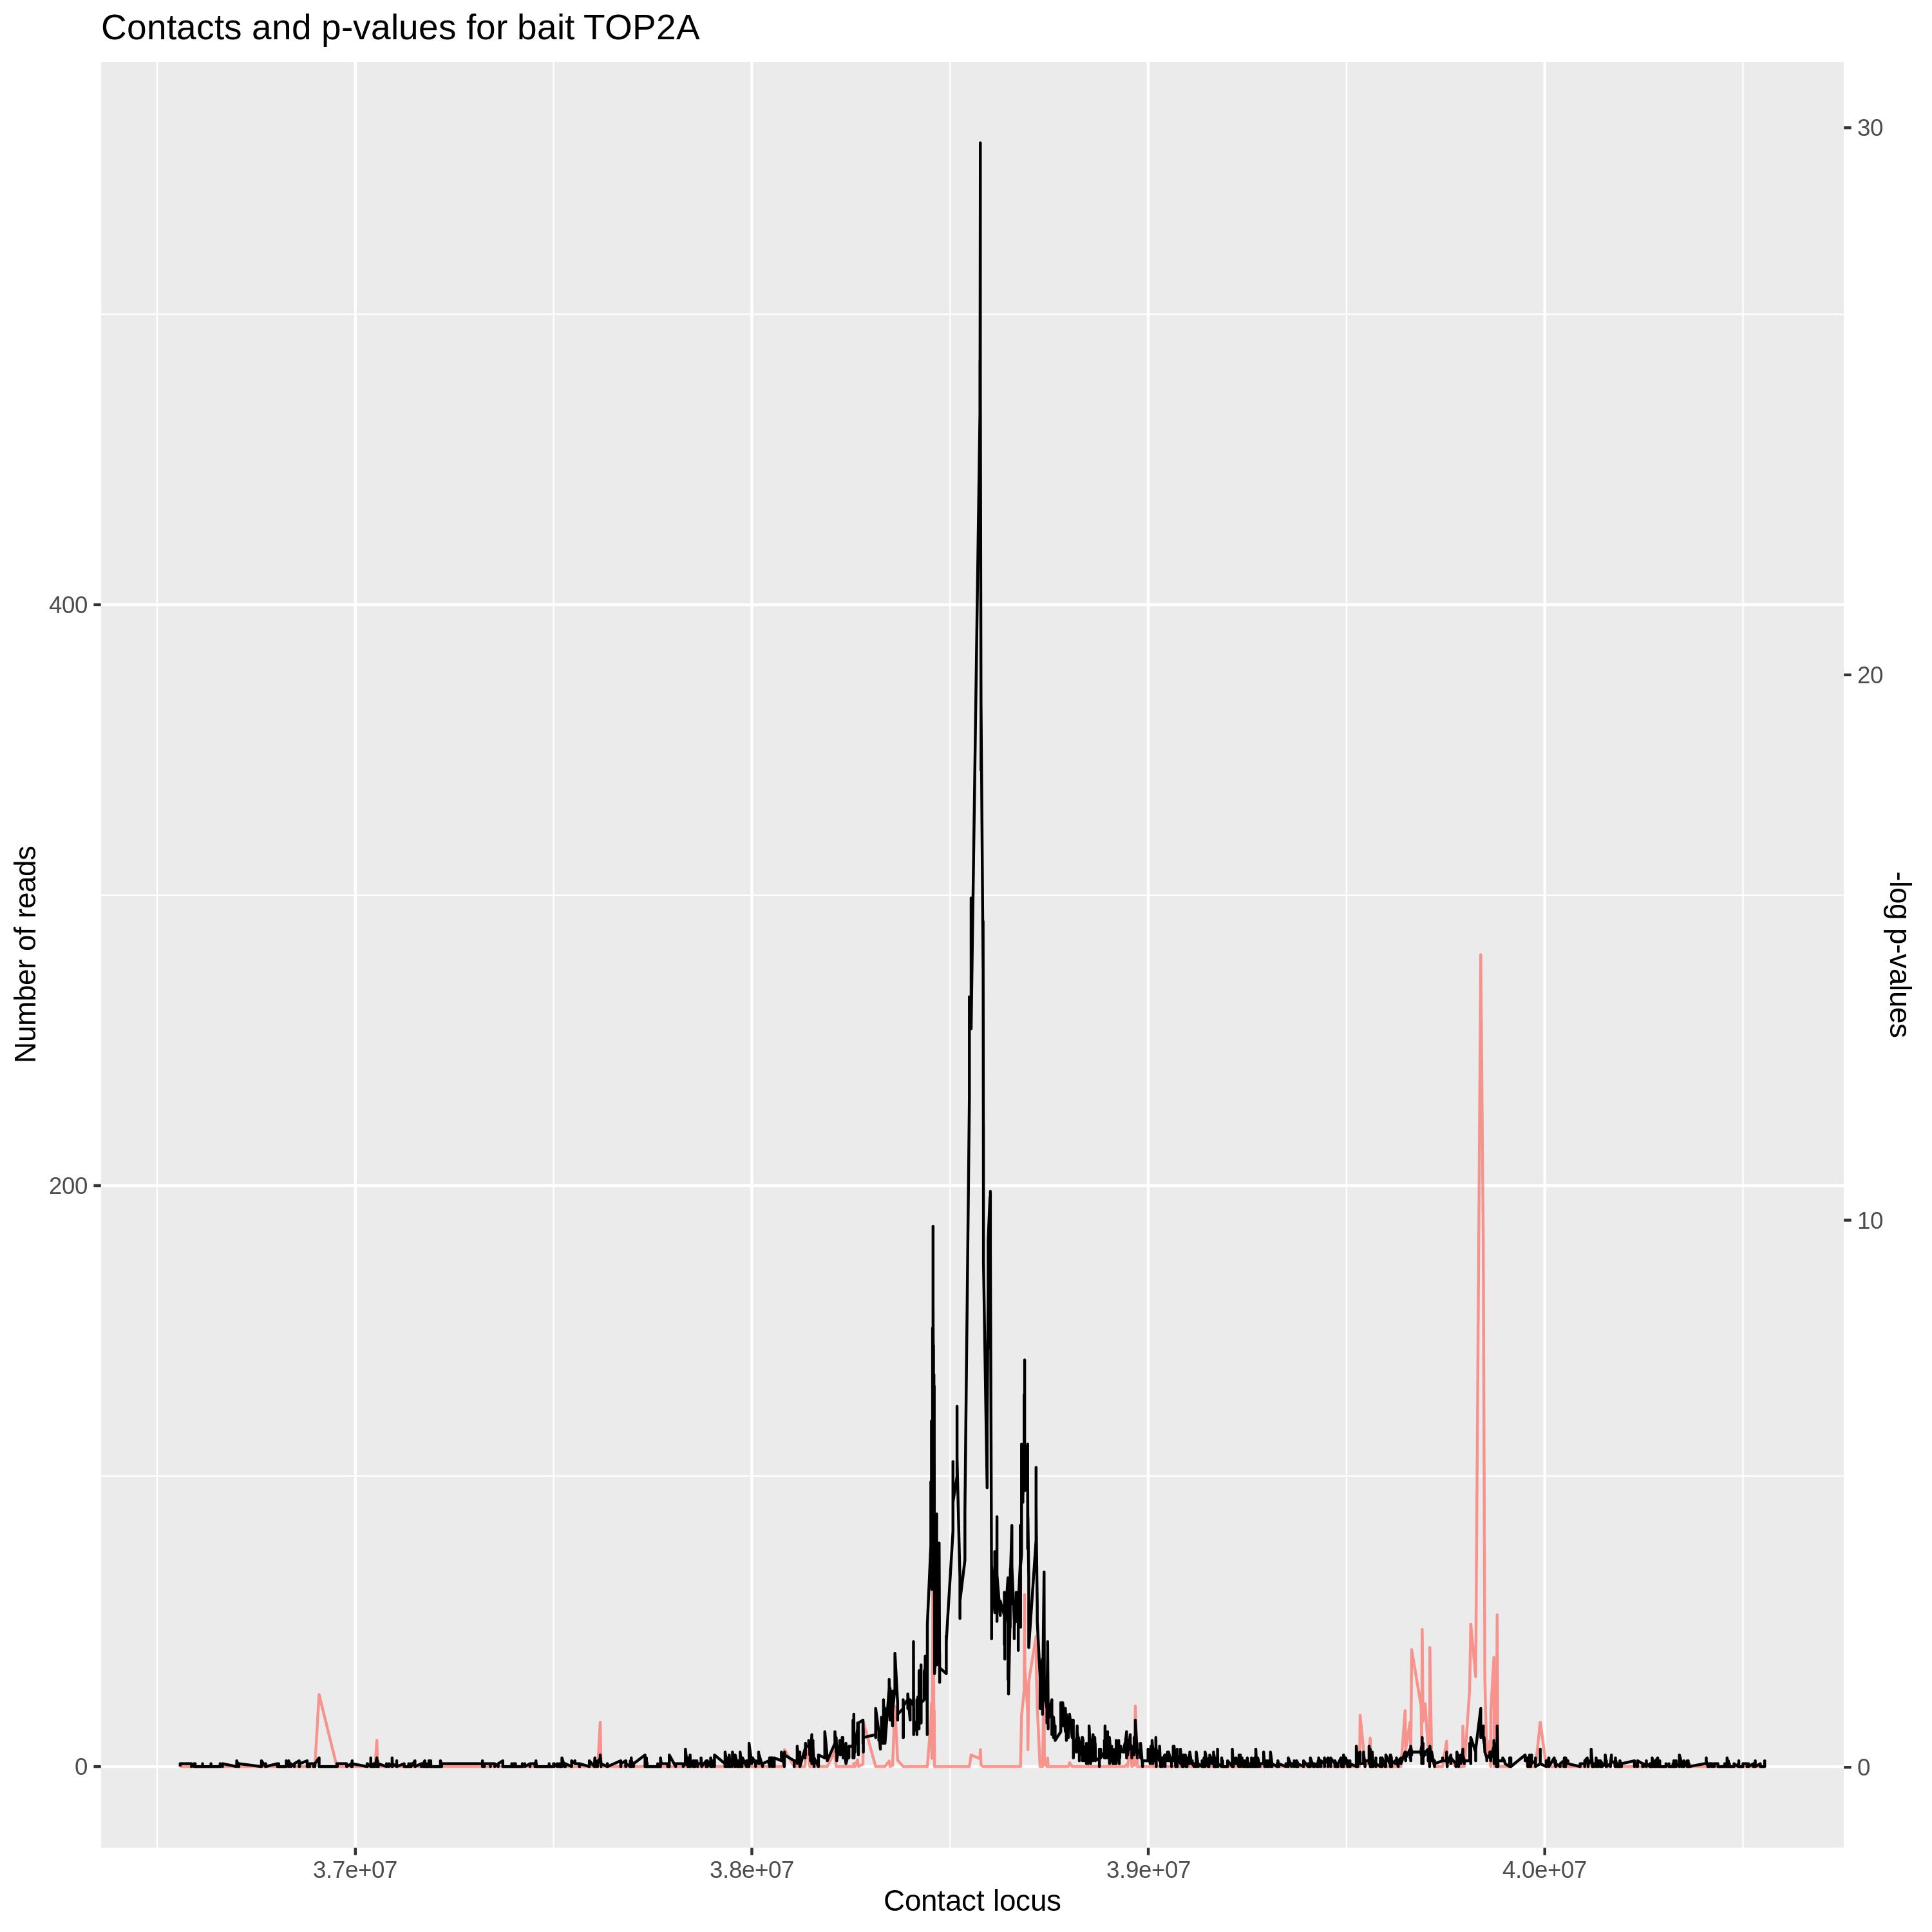 Contacts and p-values for bait TOP2A
30
400
20
Number of reads
-log p-values
200
10
0
0
3.7e+07
3.8e+07
3.9e+07
4.0e+07
Contact locus